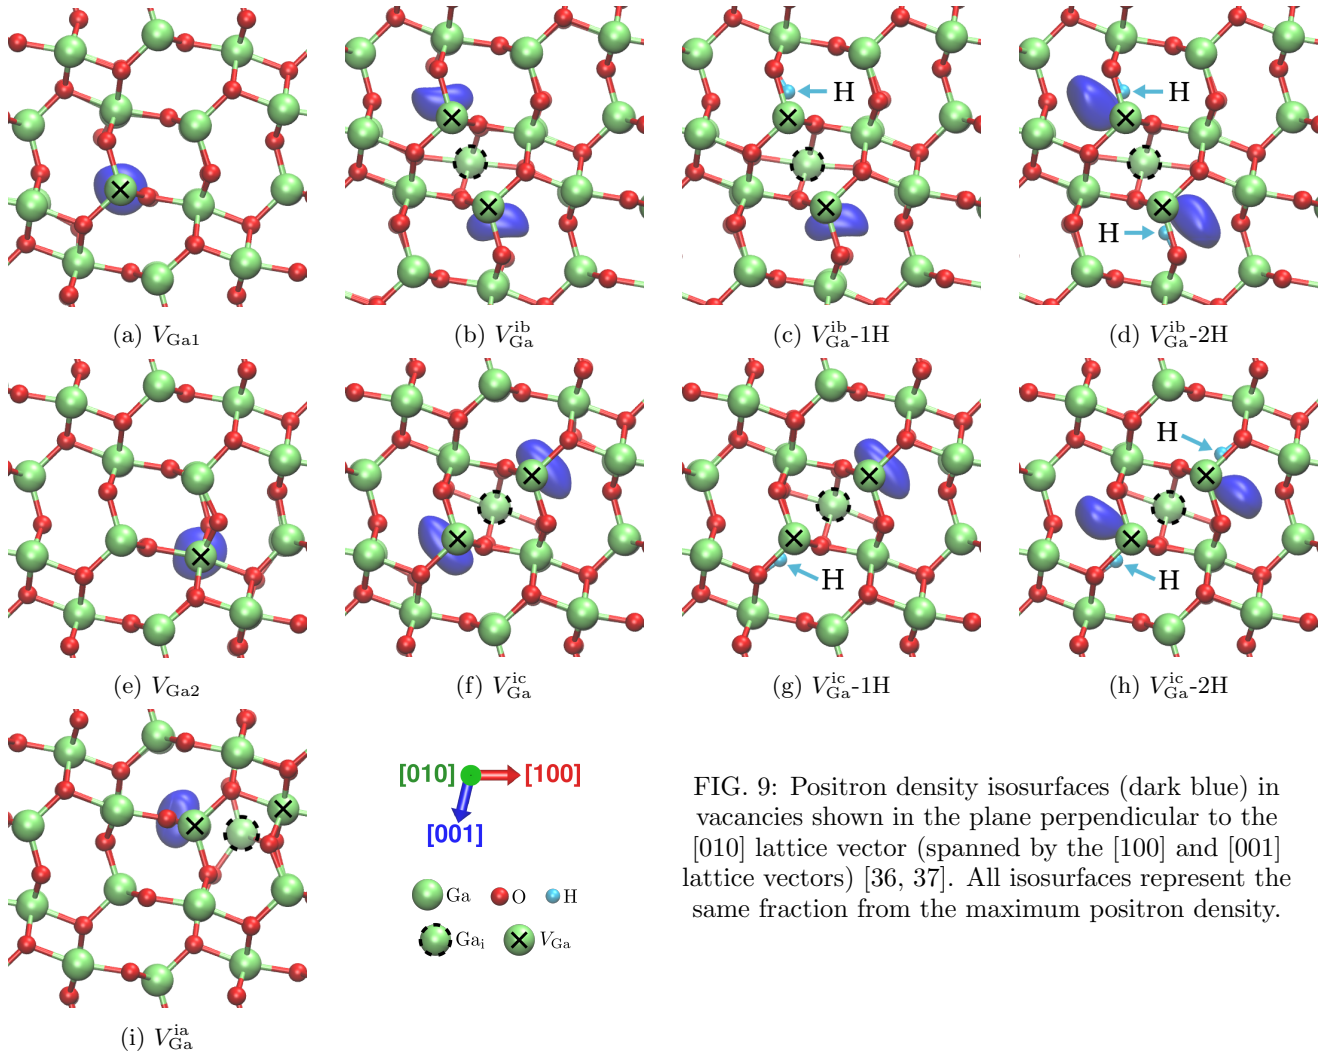 H
H
H
(a) V_Ga1
(b) V_Ga^ib
(c) V_Ga^ib-1H
(d) V_Ga^ib-2H
H
H
H
(e) V_Ga2
(f) V_Ga^ic
(g) V_Ga^ic-1H
(h) V_Ga^ic-2H
[010] [100]
[001]
Ga O H
Ga_i V_Ga
FIG. 9: Positron density isosurfaces (dark blue) in
vacancies shown in the plane perpendicular to the
[010] lattice vector (spanned by the [100] and [001]
lattice vectors) [36, 37]. All isosurfaces represent the
same fraction from the maximum positron density.
(i) V_Ga^ia